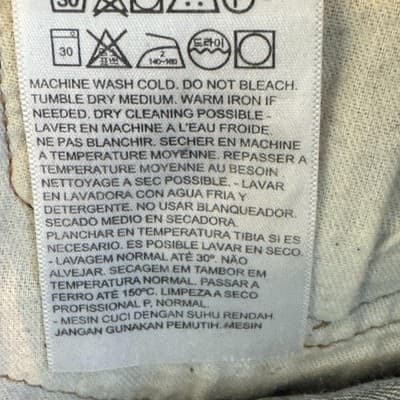 30
30
2
140~160
드라이
MACHINE WASH COLD. DO NOT BLEACH.
TUMBLE DRY MEDIUM. WARM IRON IF
NEEDED. DRY CLEANING POSSIBLE -
LAVER EN MACHINE A L'EAU FROIDE.
NE PAS BLANCHIR. SECHER EN MACHINE
A TEMPERATURE MOYENNE. REPASSER A
TEMPERATURE MOYENNE AU BESOIN
NETTOYAGE A SEC POSSIBLE. - LAVAR
EN LAVADORA CON AGUA FRIA Y
DETERGENTE. NO USAR BLANQUEADOR.
SECADO MEDIO EN SECADORA.
PLANCHAR EN TEMPERATURA TIBIA SI ES
NECESARIO. ES POSIBLE LAVAR EN SECO.
- LAVAGEM NORMAL ATÉ 30º. NÃO
ALVEJAR. SECAGEM EM TAMBOR EM
TEMPERATURA NORMAL. PASSAR A
FERRO ATÉ 150ºC. LIMPEZA A SECO
PROFISSIONAL P, NORMAL.
- MESIN CUCI DENGAN SUHU RENDAH.
JANGAN GUNAKAN PEMUTIH. MESIN